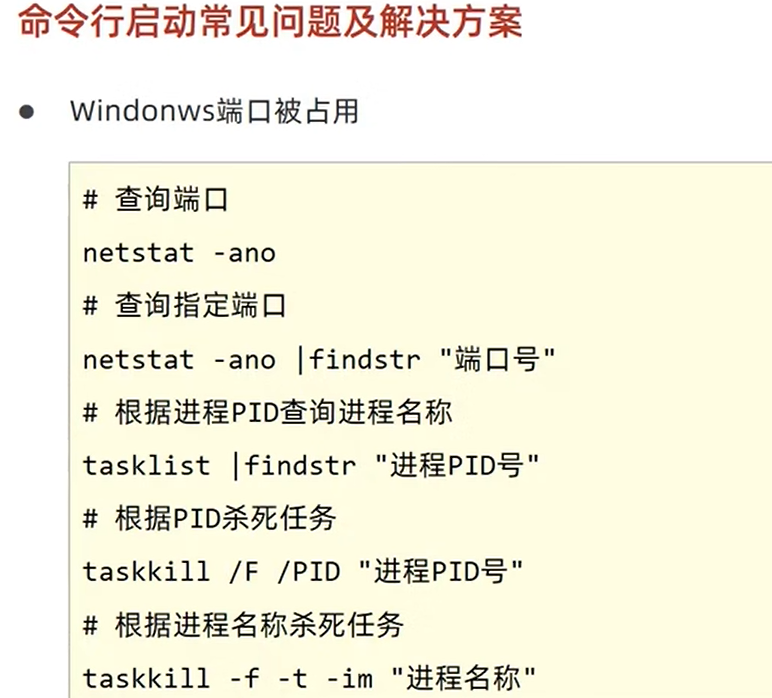 命令行启动常见问题及解决方案
● Windonws端口被占用
# 查询端口
netstat -ano
# 查询指定端口
netstat -ano |findstr "端口号"
# 根据进程PID查询进程名称
tasklist |findstr "进程PID号"
# 根据PID杀死任务
taskkill /F /PID "进程PID号"
# 根据进程名称杀死任务
taskkill -f -t -im "进程名称"